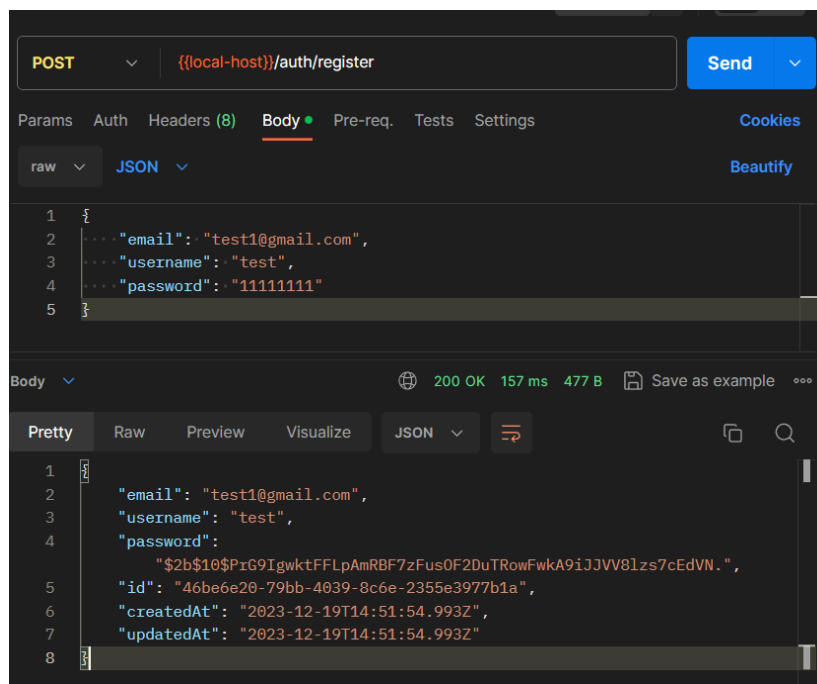 POST {{local-host}}/auth/register Send
Params Auth Headers (8) Body Pre-req. Tests Settings Cookies
raw JSON Beautify
1 {
2 "email": "test1@gmail.com",
3 "username": "test",
4 "password": "11111111"
5 }
Body 200 OK 157 ms 477 B Save as example
Pretty Raw Preview Visualize JSON
1 {
2 "email": "test1@gmail.com",
3 "username": "test",
4 "password":
"$2b$10$PrG9IgwktFFLpAmRBF7zFusOF2DuTRowFwkA9iJJVV8lzs7cEdVN.",
5 "id": "46be6e20-79bb-4039-8c6e-2355e3977b1a",
6 "createdAt": "2023-12-19T14:51:54.993Z",
7 "updatedAt": "2023-12-19T14:51:54.993Z"
8 }